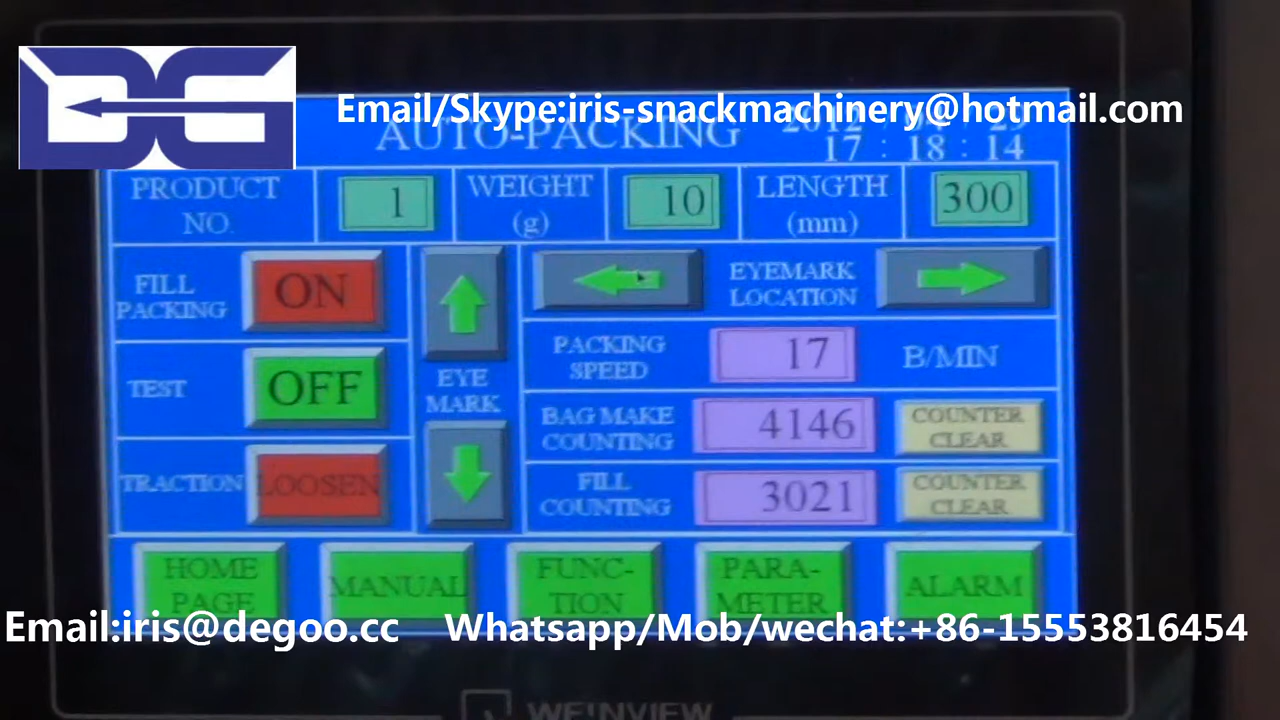 DG
Email/Skype:iris-snackmachinery@hotmail.com
AUTO-PACKING
17 : 18 : 14
PRODUCT NO.
1
WEIGHT (g)
10
LENGTH (mm)
300
FILL PACKING
ON
EYEMARK LOCATION
TEST
OFF
EYE MARK
PACKING SPEED
17
B/MIN
BAG MAKE COUNTING
4146
COUNTER CLEAR
TRACTION
LOOSEN
FILL COUNTING
3021
COUNTER CLEAR
HOME PAGE
MANUAL
FUNC-TION
PARA-METER
ALARM
Email:iris@degoo.cc
Whatsapp/Mob/wechat:+86-15553816454
WE!NVIEW